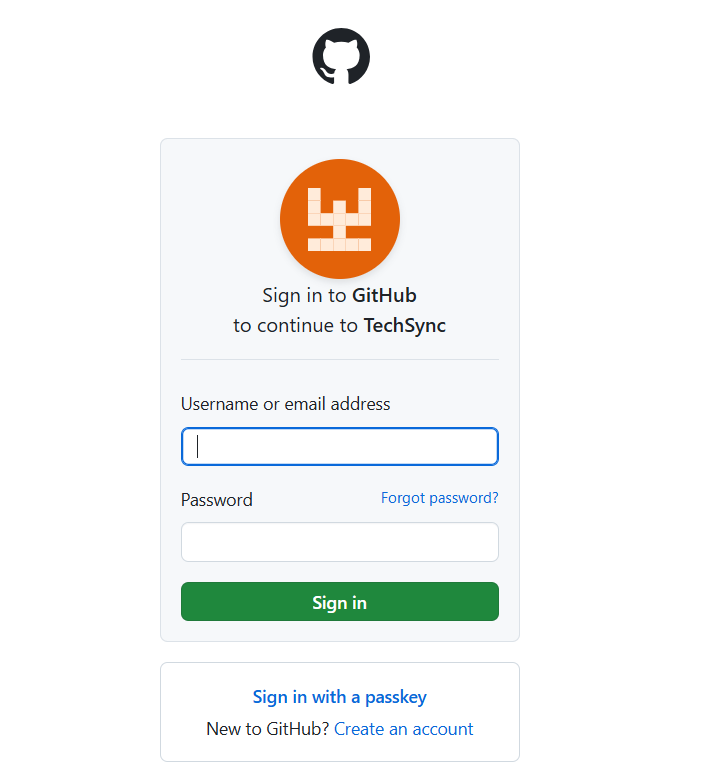 Sign in to GitHub
to continue to TechSync
Username or email address
Password Forgot password?
Sign in
Sign in with a passkey
New to GitHub? Create an account